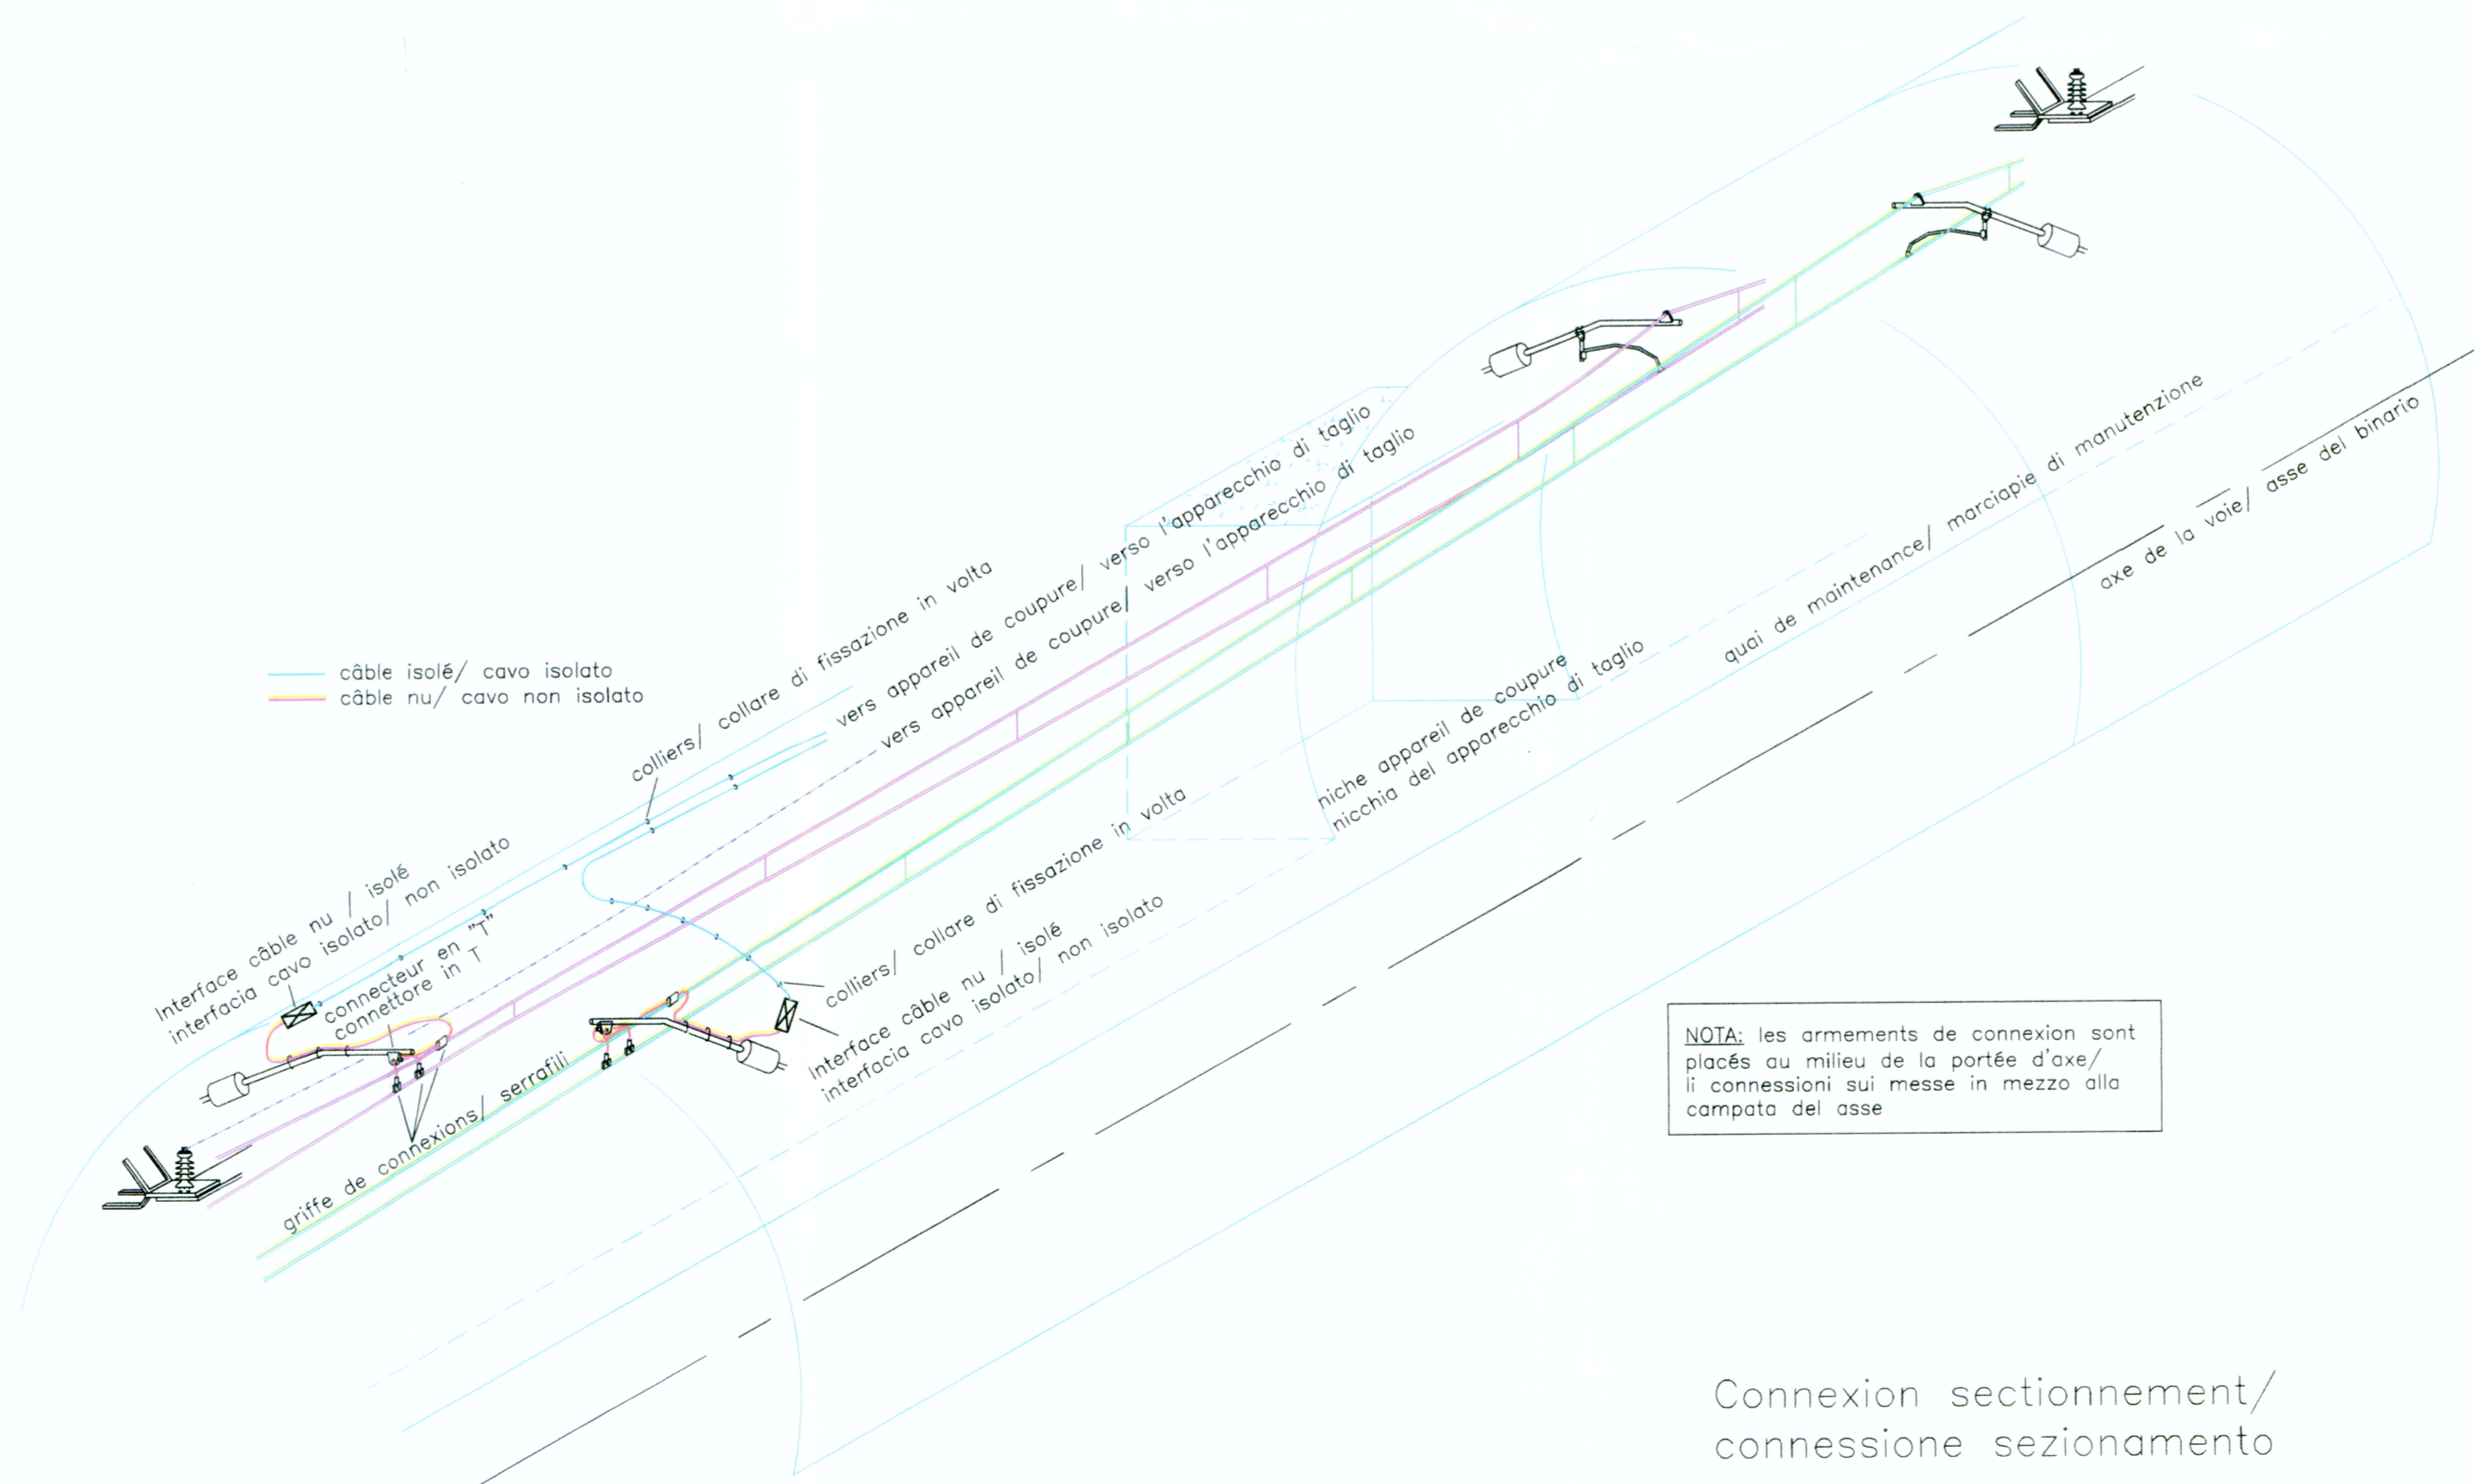 colliers/ collare di fissazione in volta
vers appareil de coupure/ verso l'apparecchio di taglio
vers appareil de coupure/ verso l'apparecchio di taglio
câble isolé/ cavo isolato
câble nu/ cavo non isolato
quai de maintenance/ marciapie di manutenzione
axe de la voie/ asse del binario
niche appareil de coupure
nicchia del apparecchio di taglio
Interface câble nu / isolé
interfacia cavo isolato/ non isolato
connecteur en "T"
connettore in T
colliers/ collare di fissazione in volta
Interface câble nu / isolé
interfacia cavo isolato/ non isolato
griffe de connexions/ serrafili
NOTA: les armements de connexion sont
placés au milieu de la portée d'axe/
li connessioni sui messe in mezzo alla
campata del asse
Connexion sectionnement/
connessione sezionamento